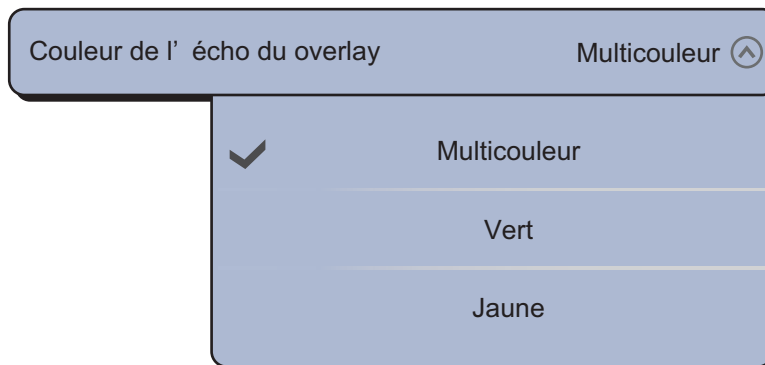 Couleur de l’ écho du overlay Multicouleur
Multicouleur
Vert
Jaune